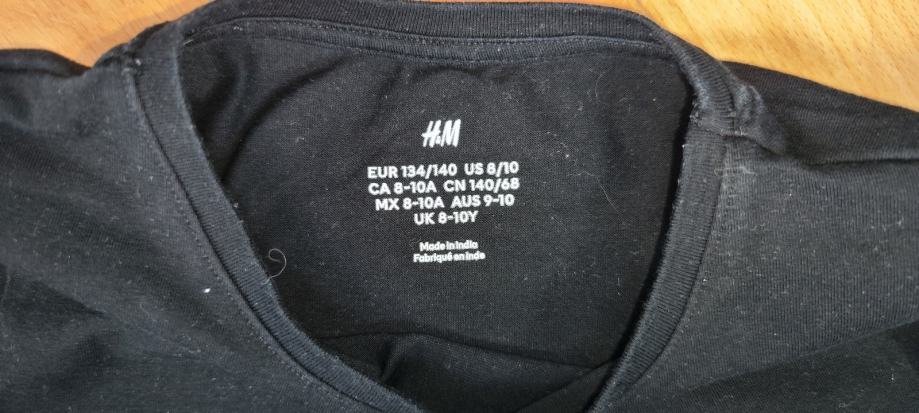 H&M
EUR 134/140 US 8/10
CA 8-10A CN 140/68
MX 8-10A AUS 9-10
UK 8-10Y
Made in India
Fabriqué en Inde